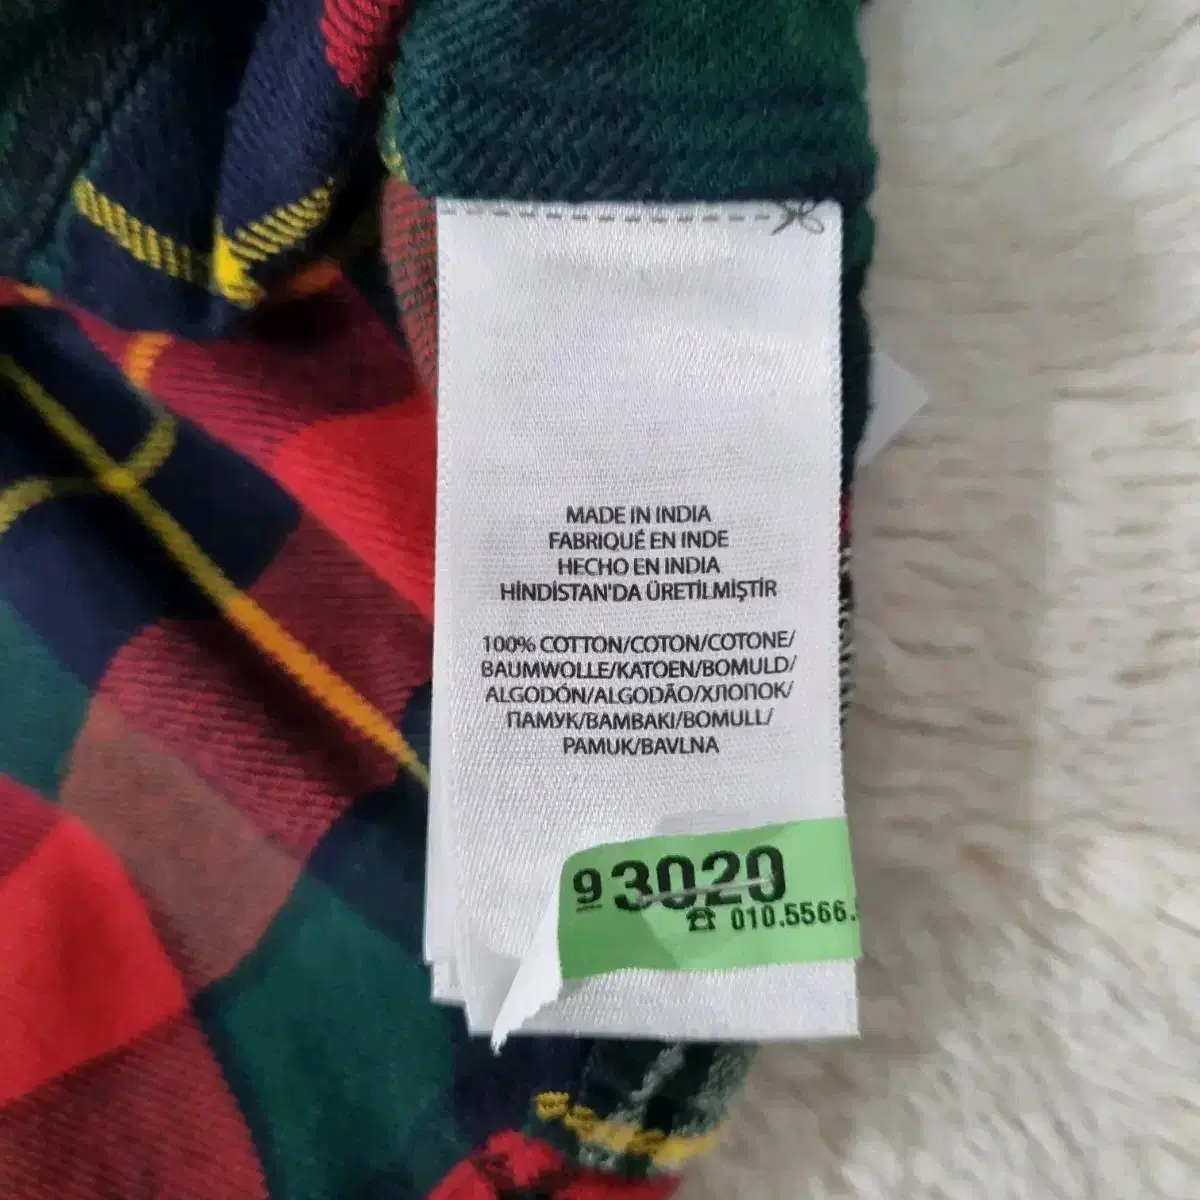 MADE IN INDIA
FABRIQUÉ EN INDE
HECHO EN INDIA
HİNDİSTAN'DA ÜRETİLMİŞTİR
100% COTTON/COTON/COTONE/
BAUMWOLLE/KATOEN/BOMULD/
ALGODÓN/ALGODÃO/ХЛОПОК/
ПАМУК/BAMBAKI/BOMULL/
PAMUK/BAVLNA
9 3020
☎ 010.5566.